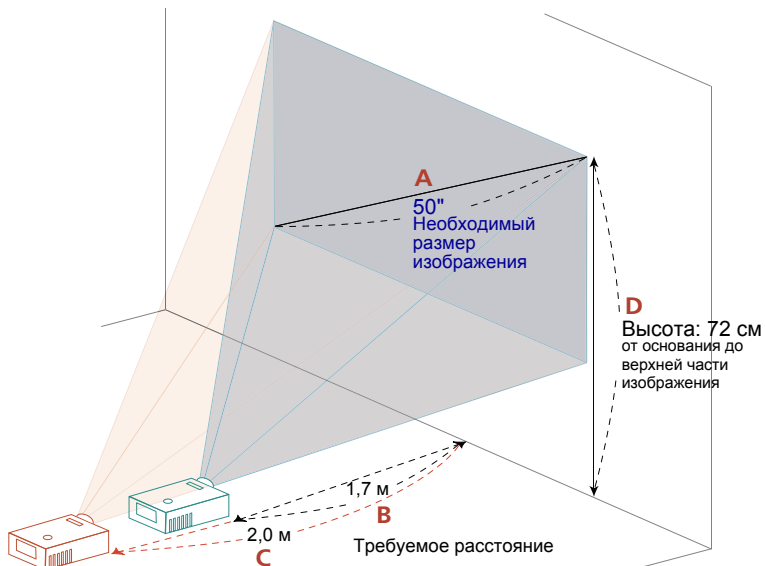 A
50"
Необходимый
размер
изображения
D
Высота: 72 см
от основания до
верхней части
изображения
1,7 м
B
2,0 м
C
Требуемое расстояние